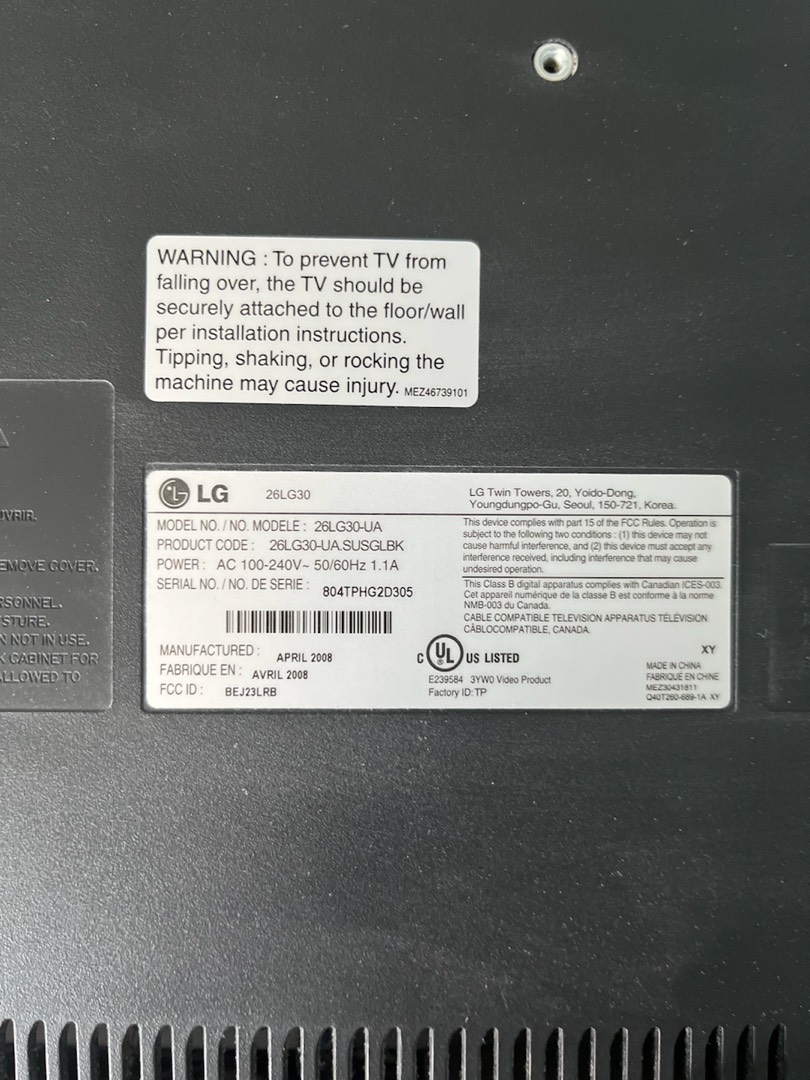 WARNING : To prevent TV from
falling over, the TV should be
securely attached to the floor/wall
per installation instructions.
Tipping, shaking, or rocking the
machine may cause injury. MEZ46739101
UVRIR.
EMOVE COVER.
RSONNEL.
STURE.
N NOT IN USE.
K CABINET FOR
LLOWED TO
LG 26LG30
LG Twin Towers, 20, Yoido-Dong,
Youngdungpo-Gu, Seoul, 150-721, Korea.
MODEL NO. / NO. MODELE : 26LG30-UA
PRODUCT CODE : 26LG30-UA.SUSGLBK
POWER : AC 100-240V~ 50/60Hz 1.1A
SERIAL NO. / NO. DE SERIE : 804TPHG2D305
MANUFACTURED : APRIL 2008
FABRIQUE EN : AVRIL 2008
FCC ID : BEJ23LRB
This device complies with part 15 of the FCC Rules. Operation is
subject to the following two conditions : (1) this device may not
cause harmful interference, and (2) this device must accept any
interference received, including interference that may cause
undesired operation.
This Class B digital apparatus complies with Canadian ICES-003.
Cet appareil numérique de la classe B est conforme à la norme
NMB-003 du Canada.
CABLE COMPATIBLE TELEVISION APPARATUS TÉLÉVISION
CÂBLOCOMPATIBLE, CANADA.
C UL US LISTED
E239584 3YW0 Video Product
Factory ID: TP
XY
MADE IN CHINA
FABRIQUÉ EN CHINE
MEZ30431811
Q40T260-689-1A XY